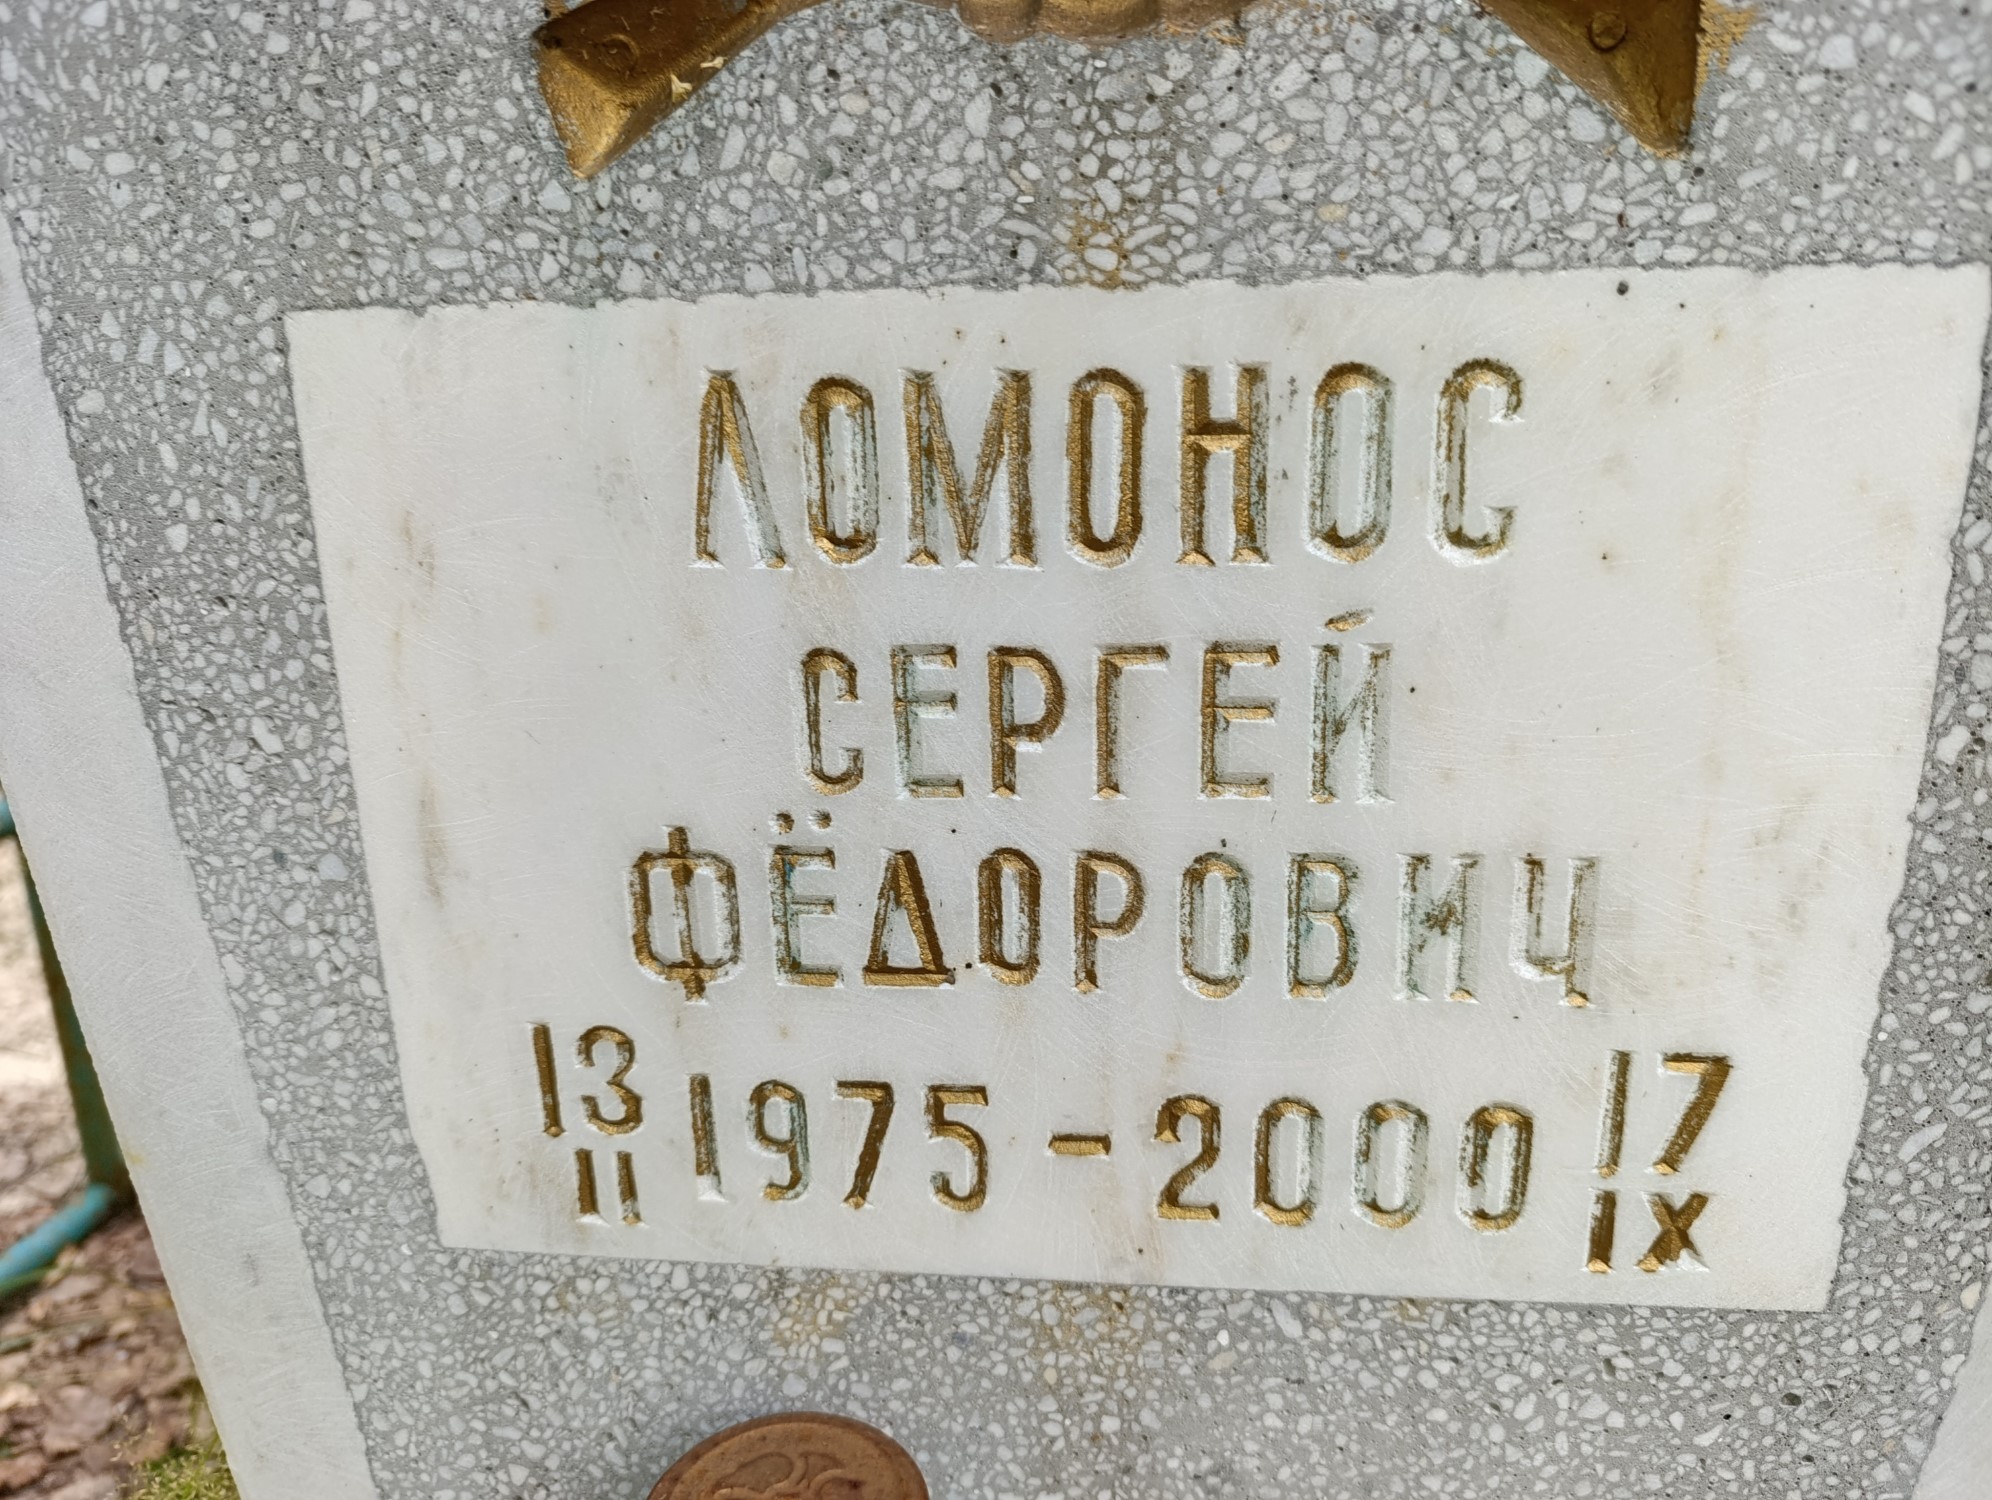 ЛОМОНОС
СЕРГЕЙ
ФЁДОРОВИЧ
13 II 1975 - 2000 17 IX